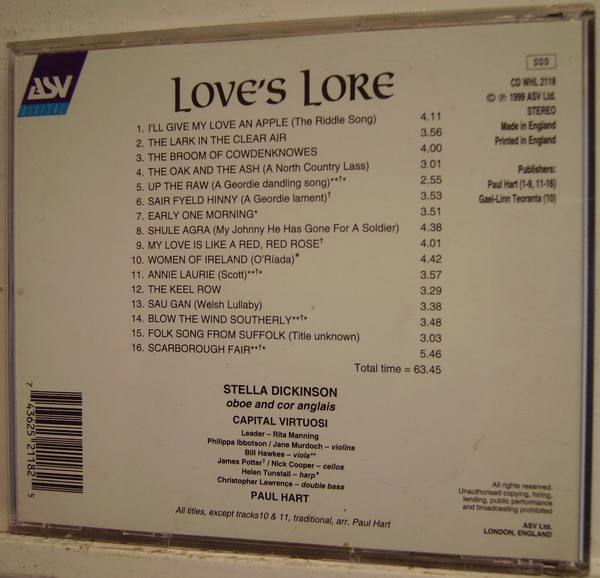 ASV
DIGITAL
LOVE'S LORE
1. I'LL GIVE MY LOVE AN APPLE (The Riddle Song) 4.11
2. THE LARK IN THE CLEAR AIR 3.56
3. THE BROOM OF COWDENKNOWES 4.00
4. THE OAK AND THE ASH (A North Country Lass) 3.01
5. UP THE RAW (A Geordie dandling song)**†* 2.55
6. SAIR FYELD HINNY (A Geordie lament)† 3.53
7. EARLY ONE MORNING* 3.51
8. SHULE AGRA (My Johnny He Has Gone For A Soldier) 4.38
9. MY LOVE IS LIKE A RED, RED ROSE† 4.01
10. WOMEN OF IRELAND (O'Ríada)* 4.42
11. ANNIE LAURIE (Scott)**†* 3.57
12. THE KEEL ROW 3.29
13. SAU GAN (Welsh Lullaby) 3.38
14. BLOW THE WIND SOUTHERLY**†* 3.48
15. FOLK SONG FROM SUFFOLK (Title unknown) 3.03
16. SCARBOROUGH FAIR**†* 5.46
Total time = 63.45
DDD
CD WHL 2118
© ℗ 1999 ASV Ltd.
STEREO
Made in England
Printed in England
Publishers:
Paul Hart (1-9, 11-16)
Gael-Linn Teoranta (10)
STELLA DICKINSON
oboe and cor anglais
CAPITAL VIRTUOSI
Leader – Rita Manning
Philippa Ibbotson / Jane Murdoch – violins
Bill Hawkes – viola**
James Potter† / Nick Cooper – cellos
Helen Tunstall – harp*
Christopher Lawrence – double bass
PAUL HART
All titles, except tracks10 & 11, traditional, arr. Paul Hart
7 43625 21182 5
All rights reserved.
Unauthorised copying, hiring,
lending, public performance
and broadcasting prohibited
ASV Ltd.
LONDON, ENGLAND